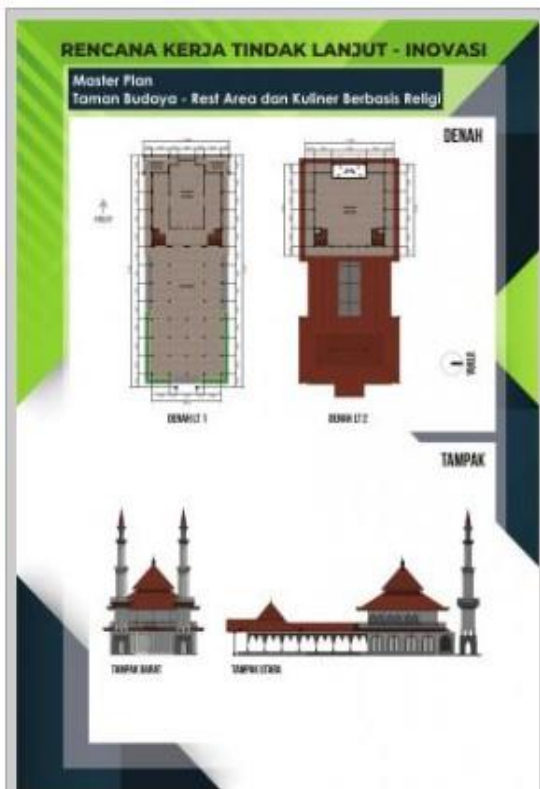 RENCANA KERJA TINDAK LANJUT - INOVASI
Master Plan
Taman Budaya - Rest Area dan Kuliner Berbasis Religi
DENAH
DENAH LT 1
DENAH LT 2
TAMPAK
TAMPAK BARAT
TAMPAK UTARA